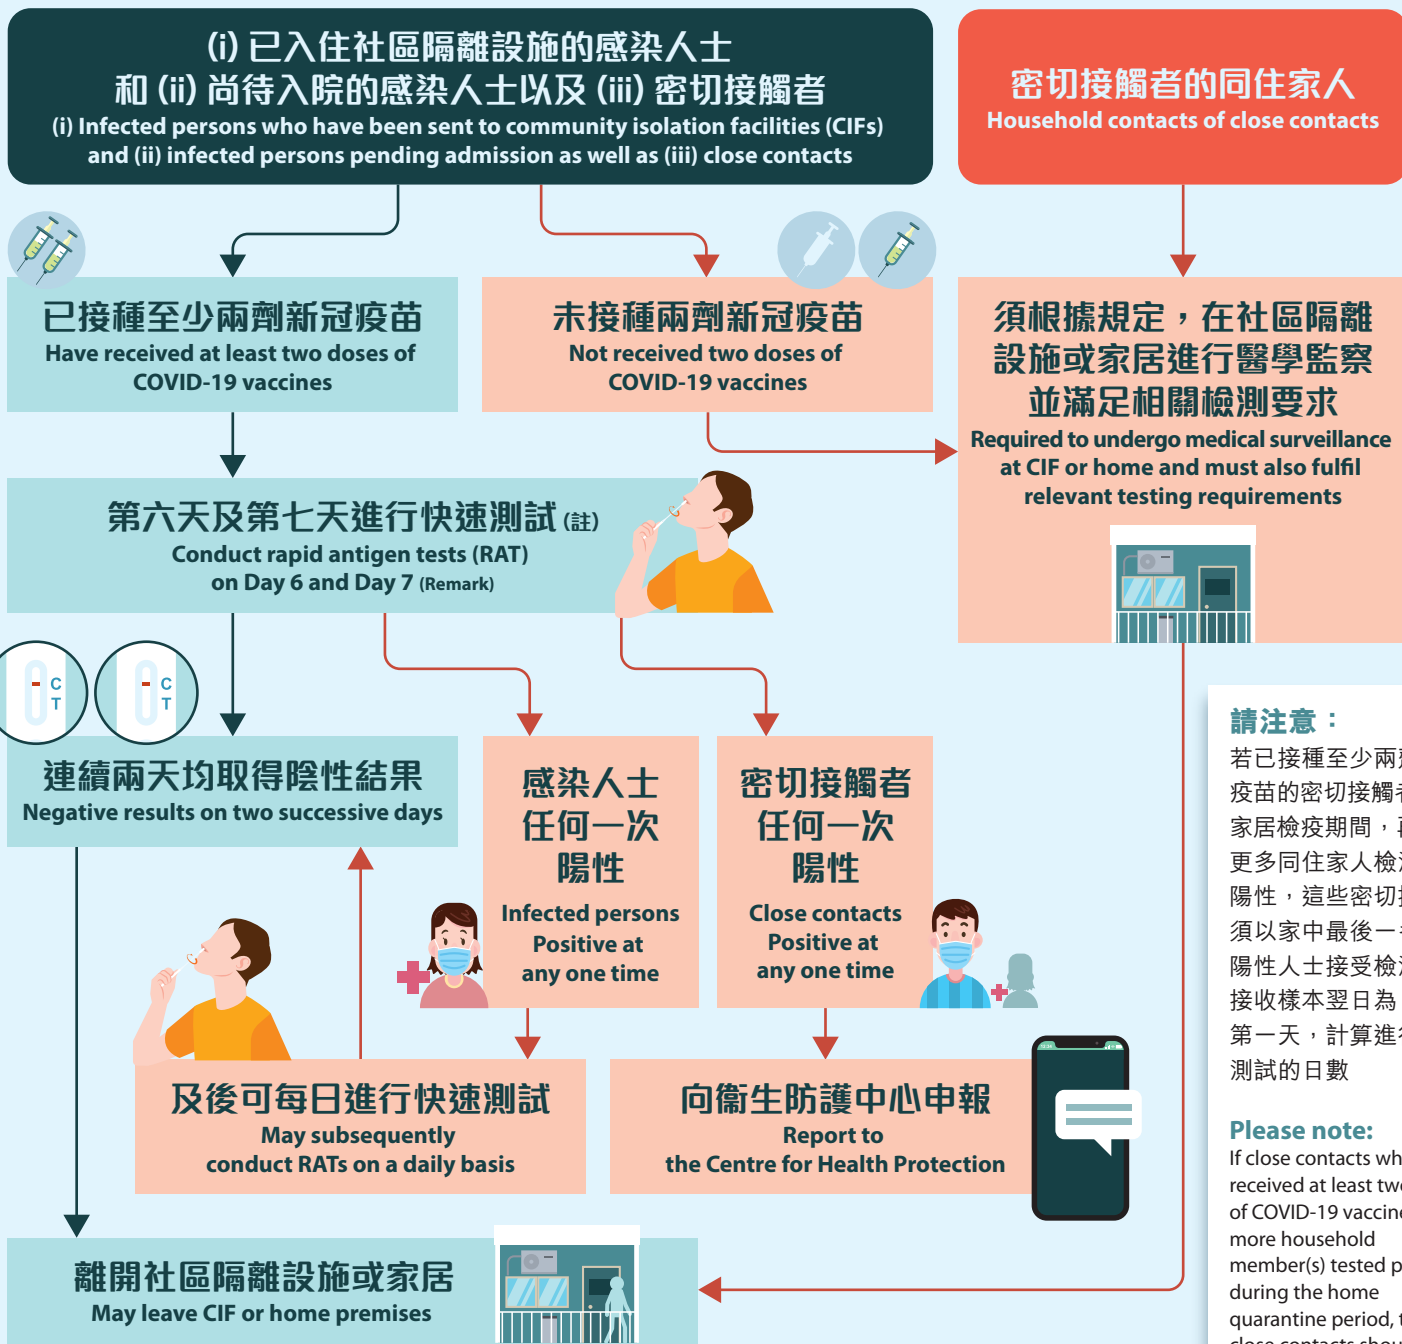 (i) 已入住社區隔離設施的感染人士
和 (ii) 尚待入院的感染人士以及 (iii) 密切接觸者
(i) Infected persons who have been sent to community isolation facilities (CIFs)
and (ii) infected persons pending admission as well as (iii) close contacts
密切接觸者的同住家人
Household contacts of close contacts
已接種至少兩劑新冠疫苗
Have received at least two doses of
COVID-19 vaccines
未接種兩劑新冠疫苗
Not received two doses of
COVID-19 vaccines
須根據規定，在社區隔離
設施或家居進行醫學監察
並滿足相關檢測要求
Required to undergo medical surveillance
at CIF or home and must also fulfil
relevant testing requirements
第六天及第七天進行快速測試 (註)
Conduct rapid antigen tests (RAT)
on Day 6 and Day 7 (Remark)
C
T
C
T
連續兩天均取得陰性結果
Negative results on two successive days
感染人士
任何一次
陽性
Infected persons
Positive at
any one time
密切接觸者
任何一次
陽性
Close contacts
Positive at
any one time
及後可每日進行快速測試
May subsequently
conduct RATs on a daily basis
向衞生防護中心申報
Report to
the Centre for Health Protection
離開社區隔離設施或家居
May leave CIF or home premises
請注意：
若已接種至少兩
疫苗的密切接觸
家居檢疫期間，
更多同住家人檢
陽性，這些密切
須以家中最後一
陽性人士接受檢
接收樣本翌日為
第一天，計算進
測試的日數
Please note:
If close contacts
received at least
of COVID-19
more household
member(s) tested
during the home
quarantine period,
close contacts